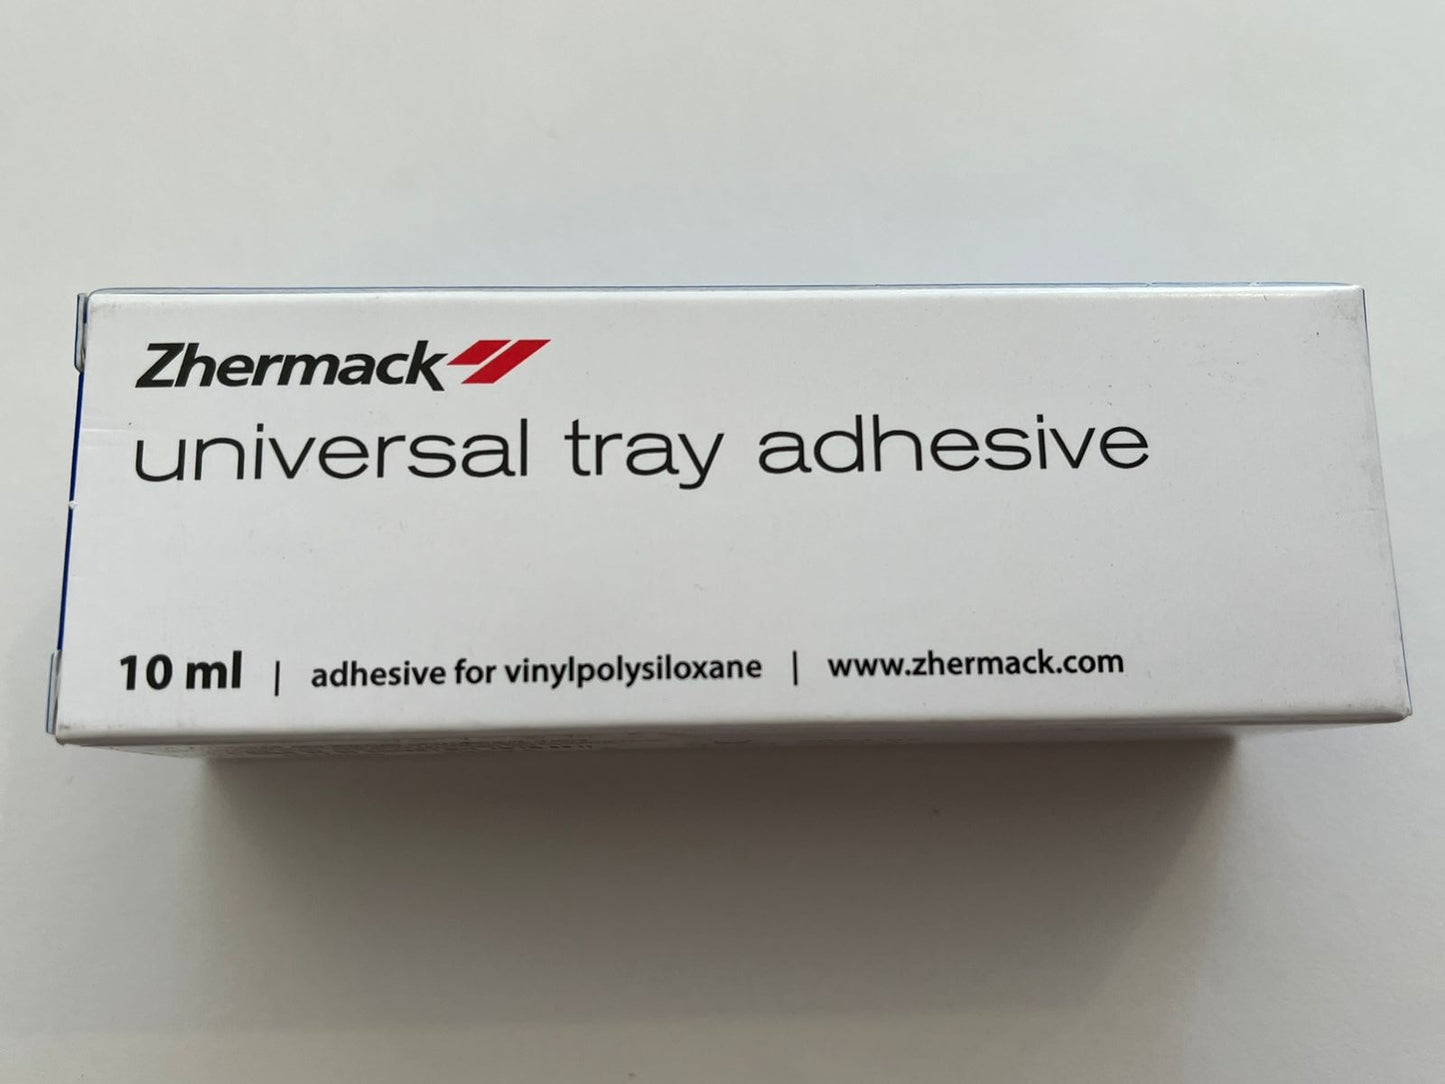 Zhermack
universal tray adhesive
10 ml | adhesive for vinylpolysiloxane | www.zhermack.com